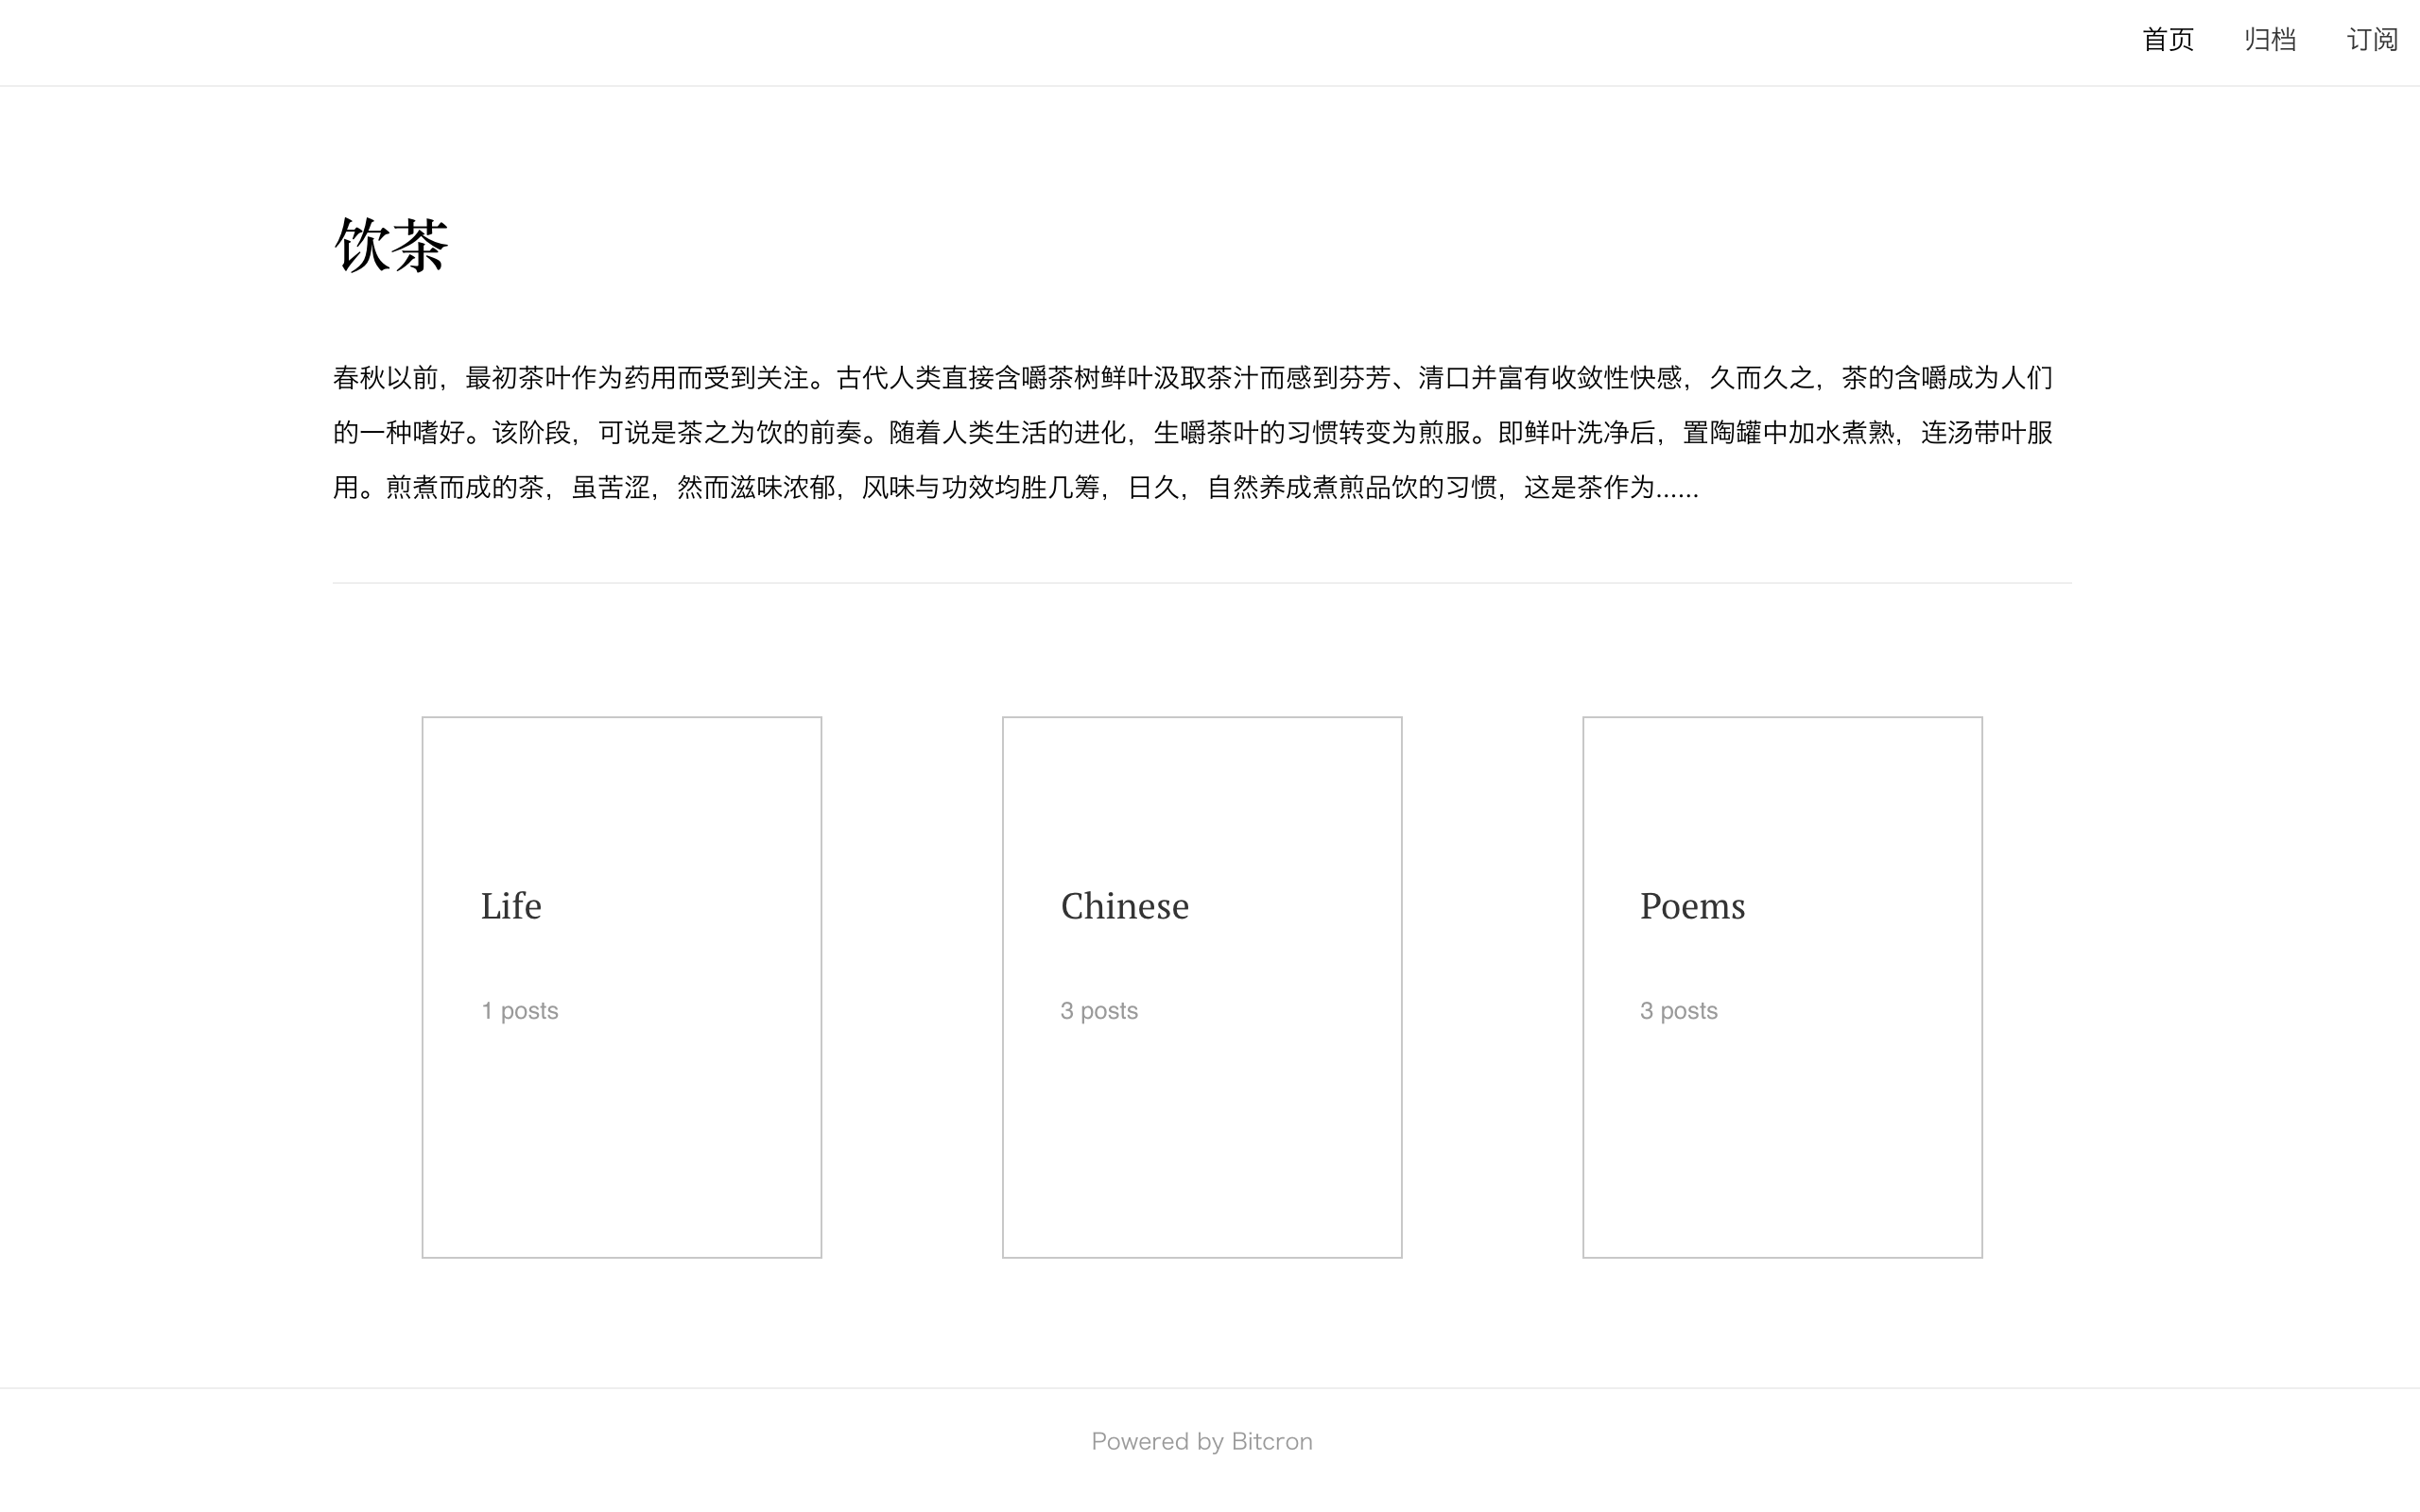 首页 归档 订阅
饮茶
春秋以前，最初茶叶作为药用而受到关注。古代人类直接含嚼茶树鲜叶汲取茶汁而感到芬芳、清口并富有收敛性快感，久而久之，茶的含嚼成为人们
的一种嗜好。该阶段，可说是茶之为饮的前奏。随着人类生活的进化，生嚼茶叶的习惯转变为煎服。即鲜叶洗净后，置陶罐中加水煮熟，连汤带叶服
用。煎煮而成的茶，虽苦涩，然而滋味浓郁，风味与功效均胜几筹，日久，自然养成煮煎品饮的习惯，这是茶作为......
Life
1 posts
Chinese
3 posts
Poems
3 posts
Powered by Bitcron